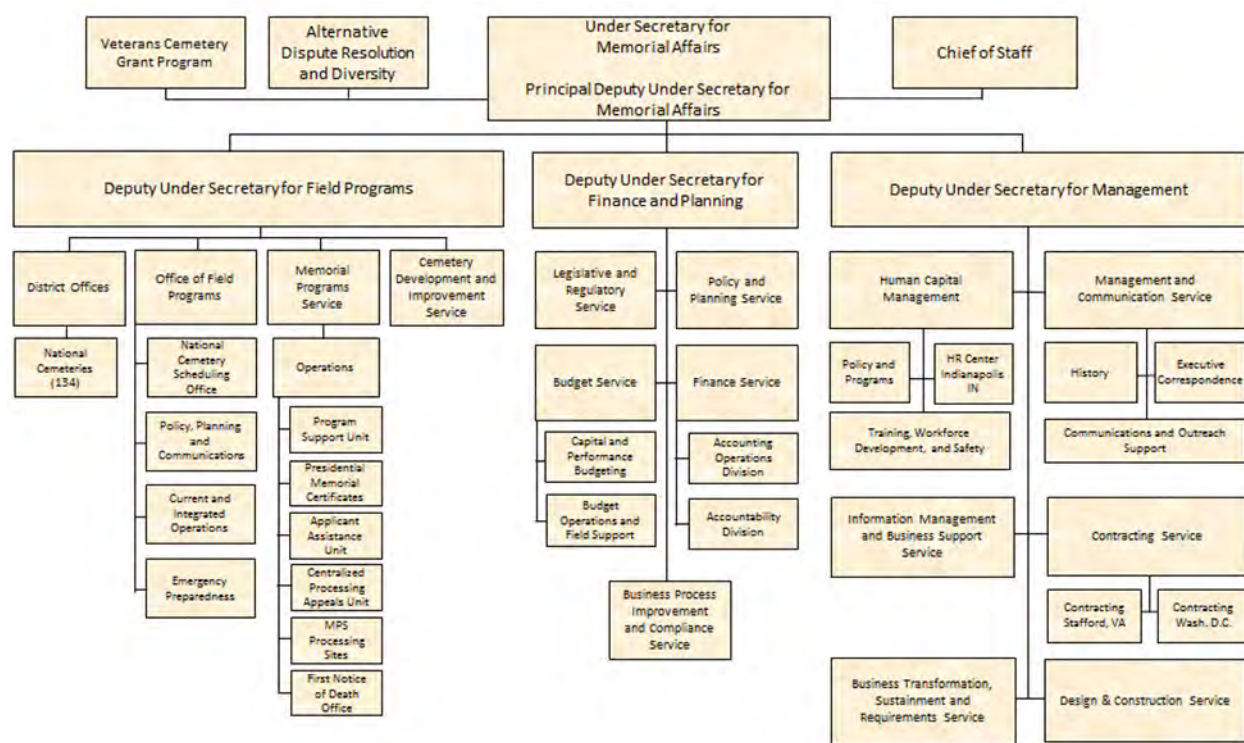 Veterans Cemetery
Grant Program
Alternative
Dispute Resolution
and Diversity
Under Secretary for
Memorial Affairs
Principal Deputy Under Secretary for
Memorial Affairs
Chief of Staff
Deputy Under Secretary for Field Programs
Deputy Under Secretary for
Finance and Planning
Deputy Under Secretary for Management
District Offices
Office of Field
Programs
Memorial
Programs
Service
Cemetery
Development and
Improvement
Service
National
Cemeteries
(134)
National
Cemetery
Scheduling
Office
Policy, Planning
and
Communications
Current and
Integrated
Operations
Emergency
Preparedness
Operations
Program
Support Unit
Presidential
Memorial
Certificates
Applicant
Assistance
Unit
Centralized
Processing
Appeals Unit
MPS
Processing
Sites
First Notice
of Death
Office
Legislative and
Regulatory
Service
Policy and
Planning Service
Budget Service
Finance Service
Capital and
Performance
Budgeting
Accounting
Operations
Division
Budget
Operations and
Field Support
Accountability
Division
Business Process
Improvement
and Compliance
Service
Human Capital
Management
Management and
Communication Service
Policy and
Programs
HR Center
Indianapolis
IN
History
Executive
Correspondence
Training, Workforce
Development, and Safety
Communications and Outreach
Support
Information Management
and Business Support
Service
Contracting Service
Contracting
Stafford, VA
Contracting
Wash. D.C.
Business Transformation,
Sustainment and
Requirements Service
Design & Construction Service